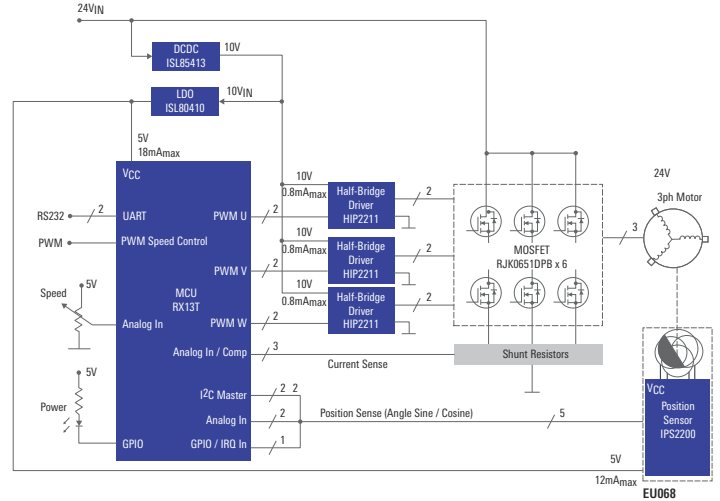 24VIN
DCDC
ISL85413
10V
LDO
ISL80410
10VIN
5V
18mAmax
VCC
RS232
2
UART
PWM
PWM Speed Control
MCU
RX13T
5V
Speed
Analog In
5V
Power
GPIO
PWM U
2
PWM V
2
PWM W
2
Analog In / Comp
3
Current Sense
I2C Master
2 2
Analog In
2
GPIO / IRQ In
1
Position Sense (Angle Sine / Cosine)
5
10V
0.8mAmax
Half-Bridge
Driver
HIP2211
2
10V
0.8mAmax
Half-Bridge
Driver
HIP2211
2
10V
0.8mAmax
Half-Bridge
Driver
HIP2211
2
MOSFET
RJK0651DPB x 6
Shunt Resistors
3
24V
3ph Motor
VCC
Position
Sensor
IPS2200
5V
12mAmax
EU068